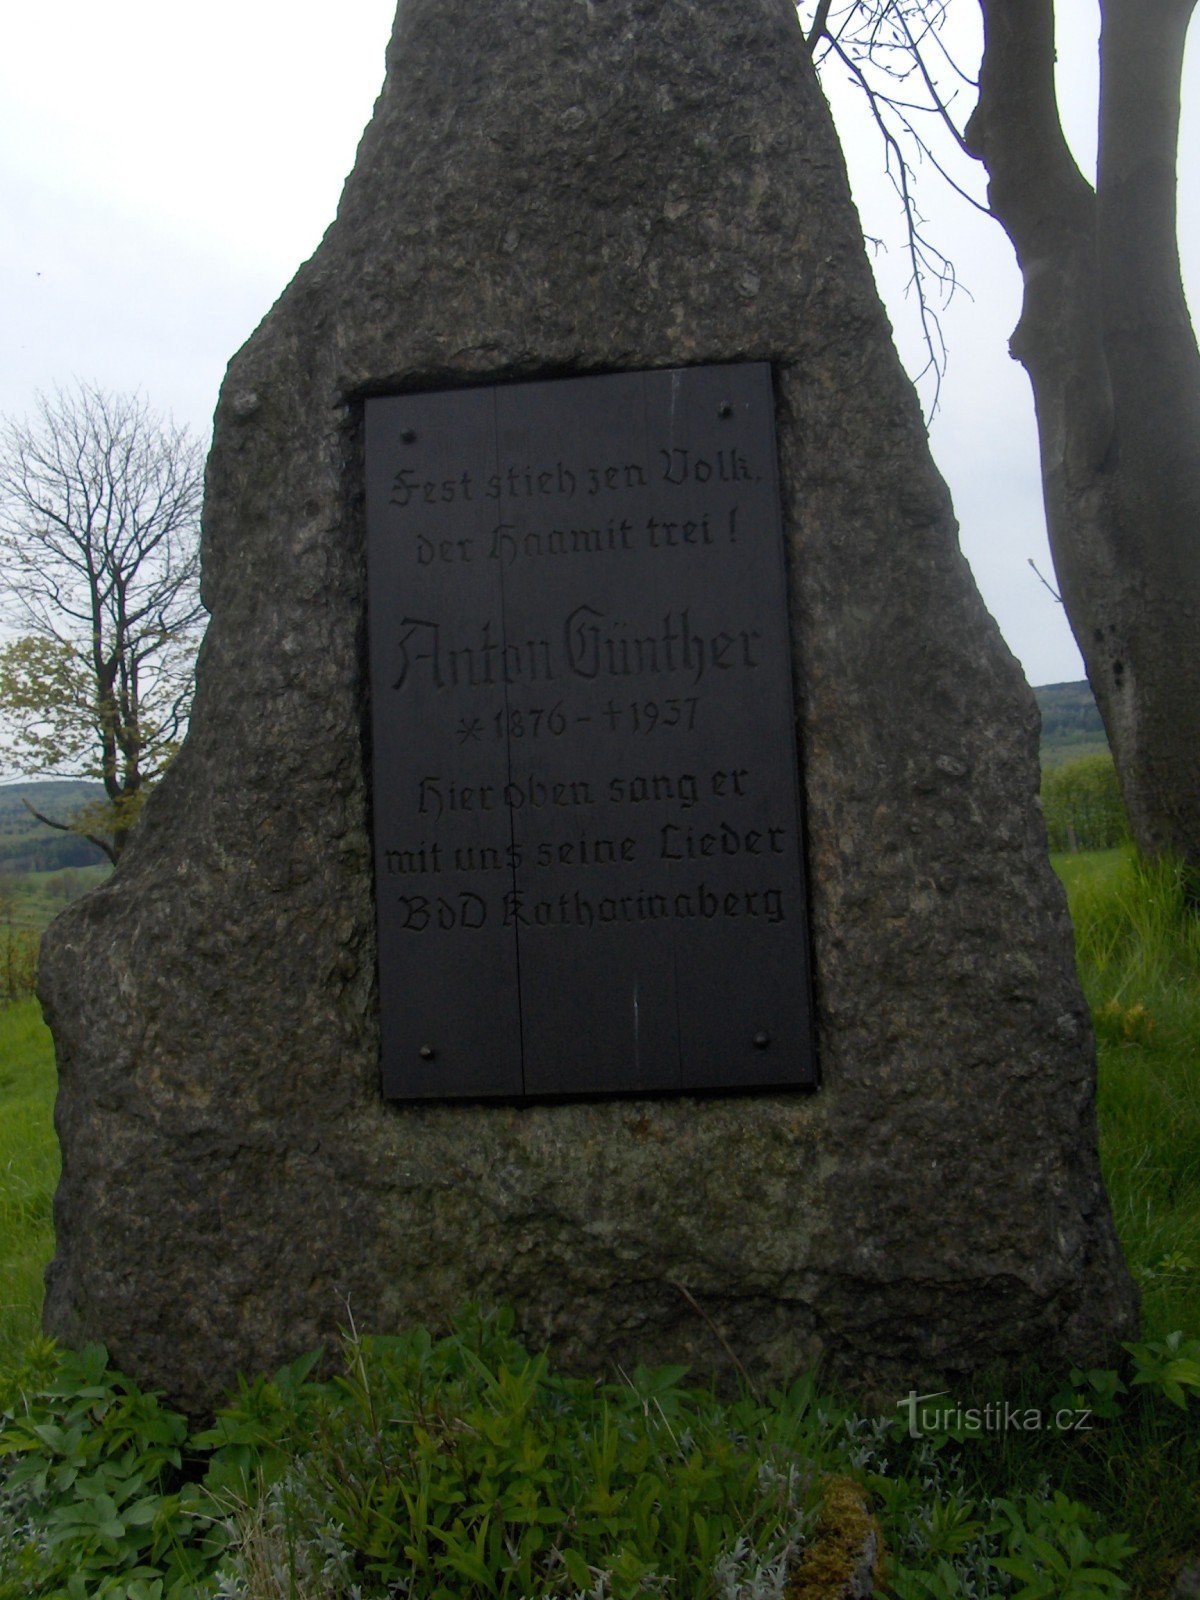 Fest stieh zen Volk,
der Haamit trei!
Anton Günther
*1876-†1937
Hier oben sang er
mit uns seine Lieder
BdD Katharinaberg
Turistika.cz